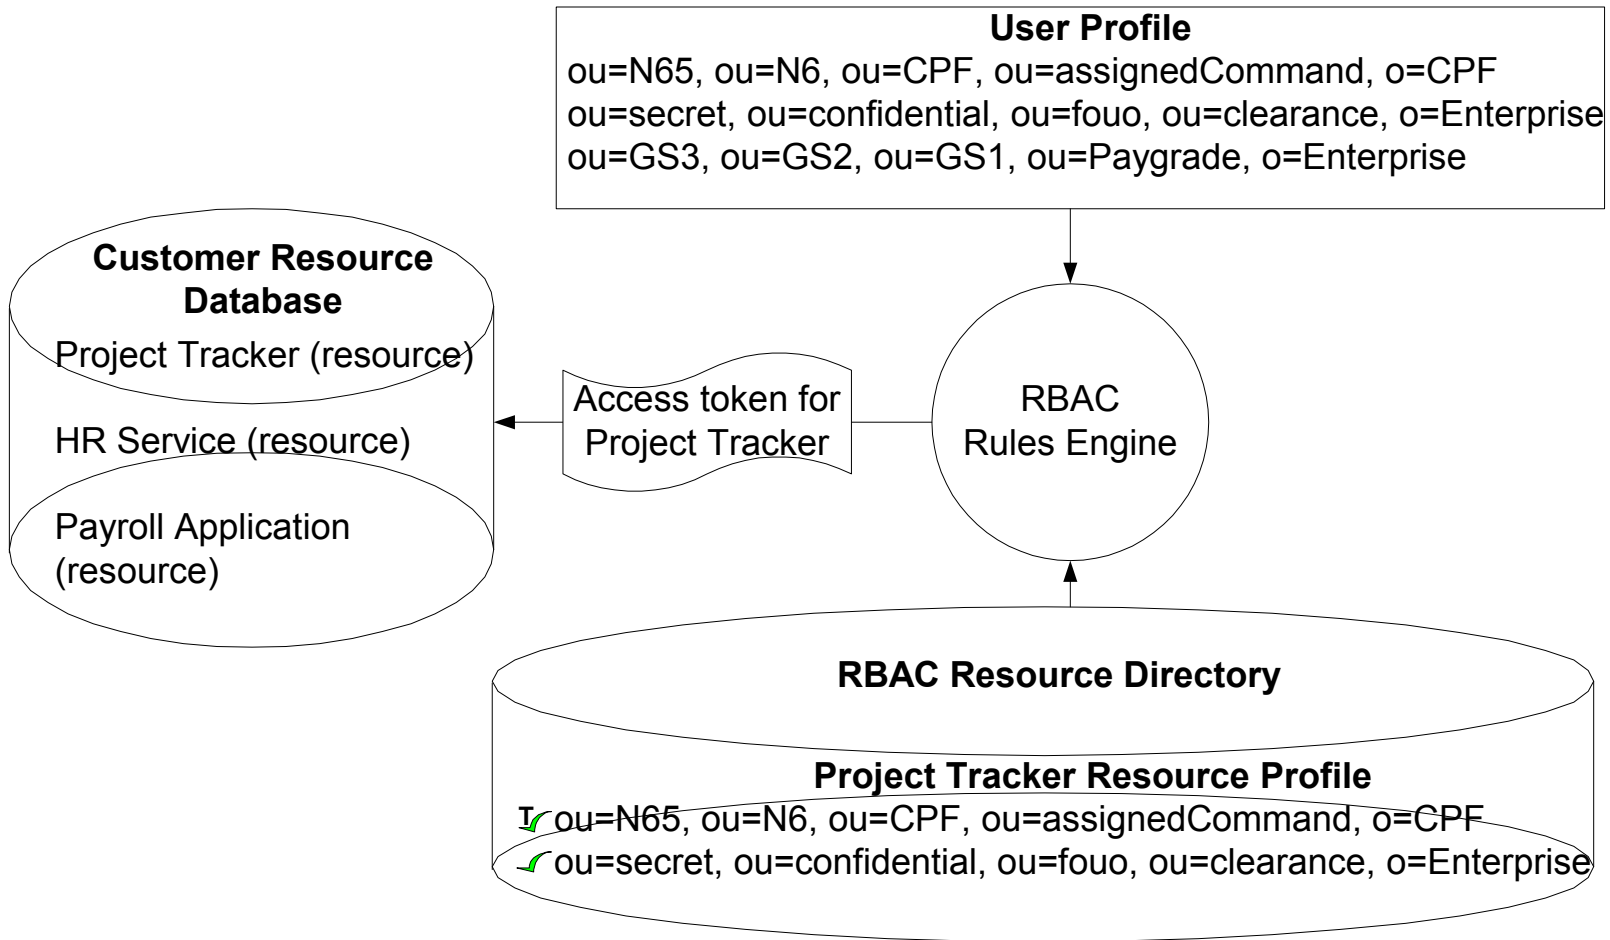 User Profile
ou=N65, ou=N6, ou=CPF, ou=assignedCommand, o=CPF
ou=secret, ou=confidential, ou=fouo, ou=clearance, o=Enterprise
ou=GS3, ou=GS2, ou=GS1, ou=Paygrade, o=Enterprise
Customer Resource
Database
Project Tracker (resource)
HR Service (resource)
Payroll Application
(resource)
Access token for
Project Tracker
RBAC
Rules Engine
RBAC Resource Directory
Project Tracker Resource Profile
T ou=N65, ou=N6, ou=CPF, ou=assignedCommand, o=CPF
ou=secret, ou=confidential, ou=fouo, ou=clearance, o=Enterprise